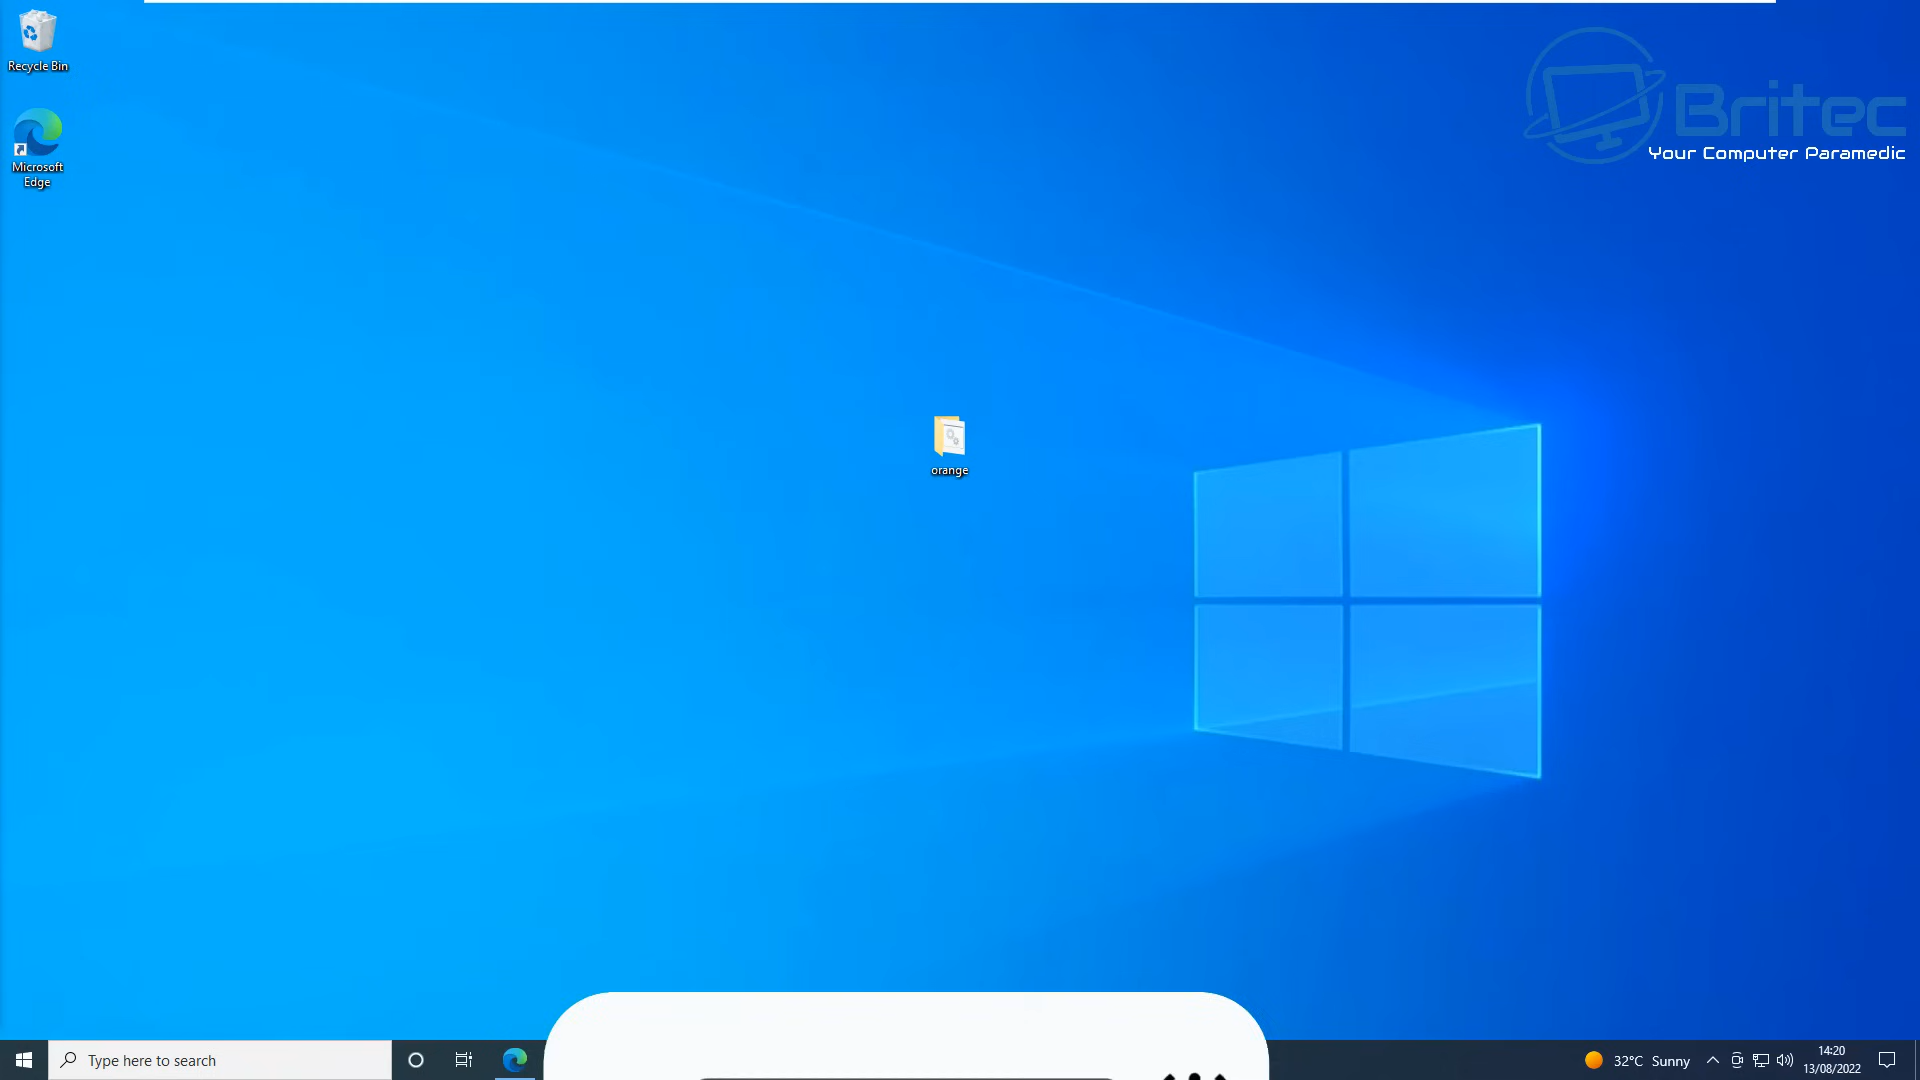 Recycle Bin
Microsoft
Edge
Britec
Your Computer Paramedic
orange
Type here to search
32°C Sunny
14:20
13/08/2022